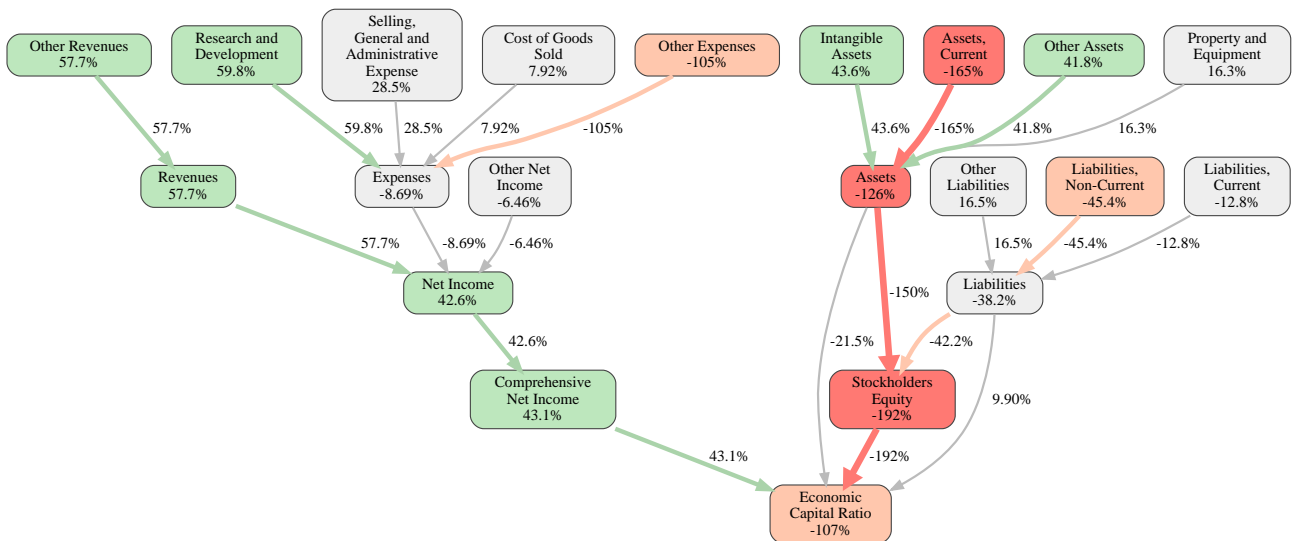 Other Revenues
57.7%
Research and
Development
59.8%
Selling,
General and
Administrative
Expense
28.5%
Cost of Goods
Sold
7.92%
Other Expenses
-105%
Intangible
Assets
43.6%
Assets,
Current
-165%
Other Assets
41.8%
Property and
Equipment
16.3%
57.7%
59.8%
28.5%
7.92%
-105%
43.6%
-165%
41.8%
16.3%
Revenues
57.7%
Expenses
-8.69%
Other Net
Income
-6.46%
Assets
-126%
Other
Liabilities
16.5%
Liabilities,
Non-Current
-45.4%
Liabilities,
Current
-12.8%
57.7%
-8.69%
-6.46%
16.5%
-45.4%
-12.8%
Net Income
42.6%
-150%
Liabilities
-38.2%
42.6%
-21.5%
-42.2%
Comprehensive
Net Income
43.1%
Stockholders
Equity
-192%
9.90%
43.1%
-192%
Economic
Capital Ratio
-107%